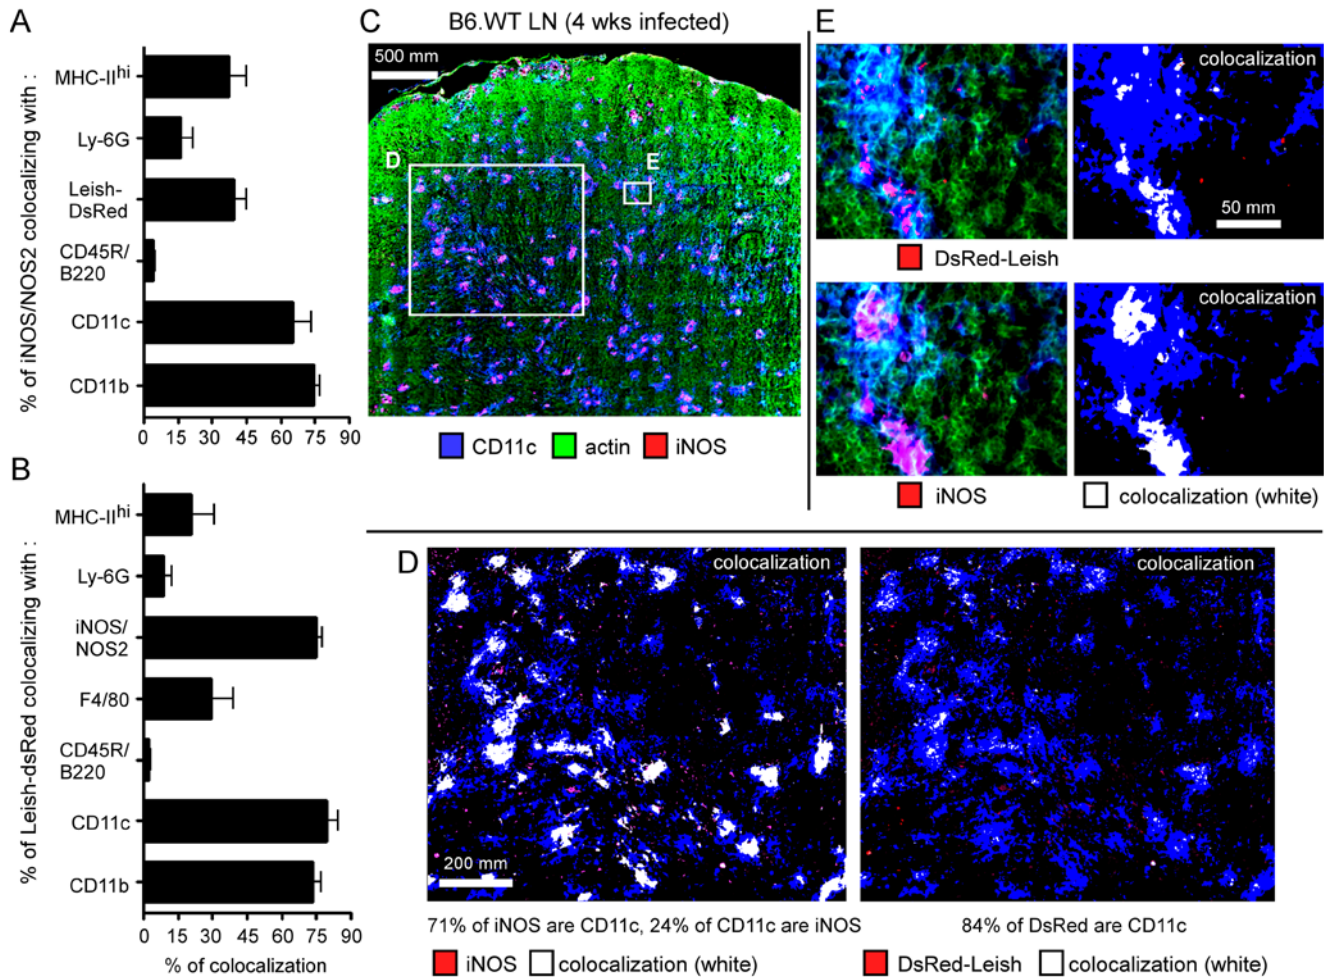 A
% of iNOS/NOS2 colocalizing with :
MHC-IIhi
Ly-6G
Leish-
DsRed
CD45R/
B220
CD11c
CD11b
0 15 30 45 60 75 90
B
% of Leish-dsRed colocalizing with :
MHC-IIhi
Ly-6G
iNOS/
NOS2
F4/80
CD45R/
B220
CD11c
CD11b
0 15 30 45 60 75 90
% of colocalization
C
B6.WT LN (4 wks infected)
500 mm
D
E
CD11c actin iNOS
E
colocalization
50 mm
DsRed-Leish
colocalization
iNOS colocalization (white)
D
colocalization
200 mm
colocalization
71% of iNOS are CD11c, 24% of CD11c are iNOS
84% of DsRed are CD11c
iNOS colocalization (white)
DsRed-Leish colocalization (white)